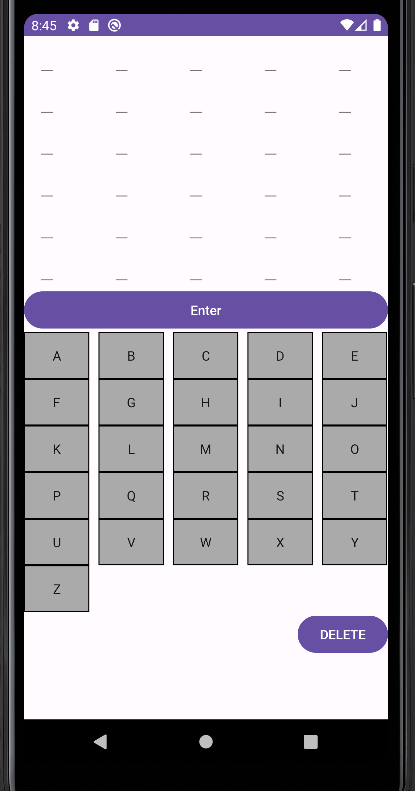 8:45
Enter
A B C D E
F G H I J
K L M N O
P Q R S T
U V W X Y
Z
DELETE